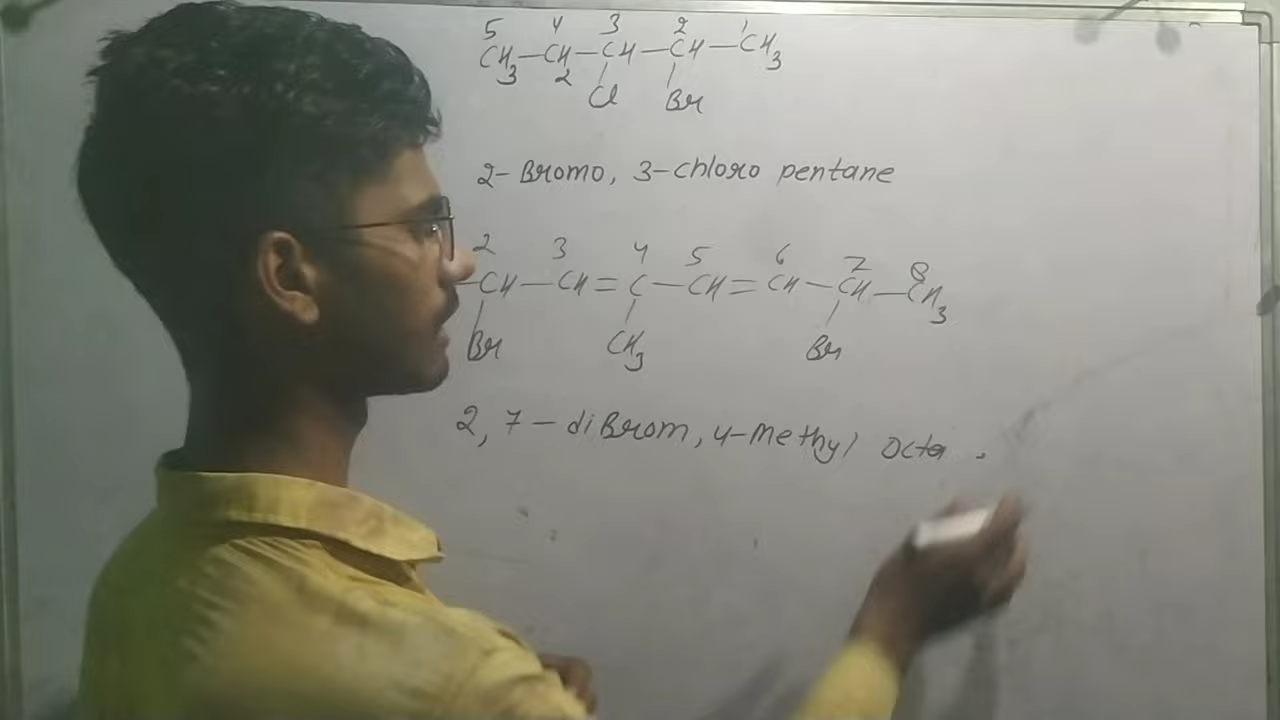 5 4 3 2 1
CH3-CH2-CH-CH-CH3
Cl Br
2-Bromo, 3-chloro pentane
2 3 4 5 6 7 8
-CH-CH=C-CH=CH-CH-CH3
Br CH3 Br
2, 7-diBrom, 4-methyl octa